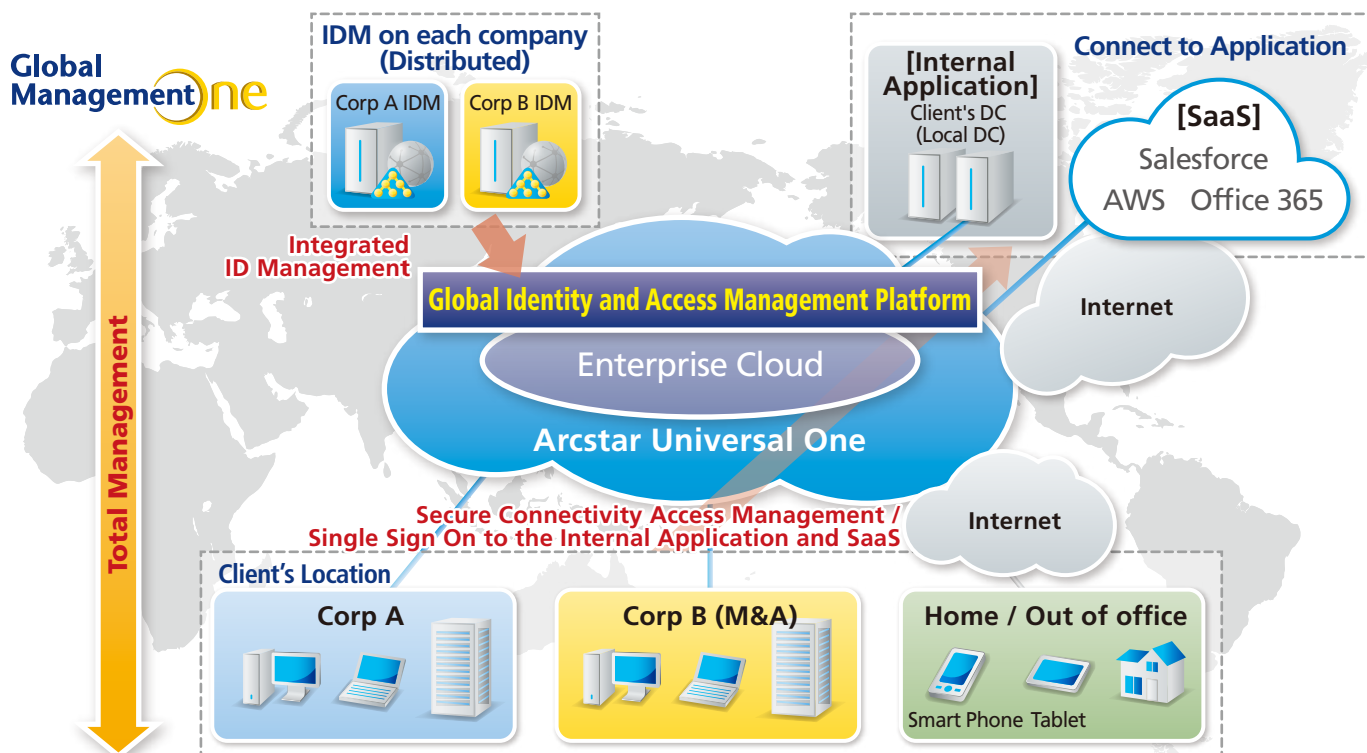 Global
Management One
Total Management
IDM on each company
(Distributed)
Corp A IDM
Corp B IDM
Integrated
ID Management
Connect to Application
[Internal
Application]
Client's DC
(Local DC)
[SaaS]
Salesforce
AWS Office 365
Internet
Global Identity and Access Management Platform
Enterprise Cloud
Arcstar Universal One
Secure Connectivity Access Management /
Single Sign On to the Internal Application and SaaS
Internet
Client's Location
Corp A
Corp B (M&A)
Home / Out of office
Smart Phone Tablet